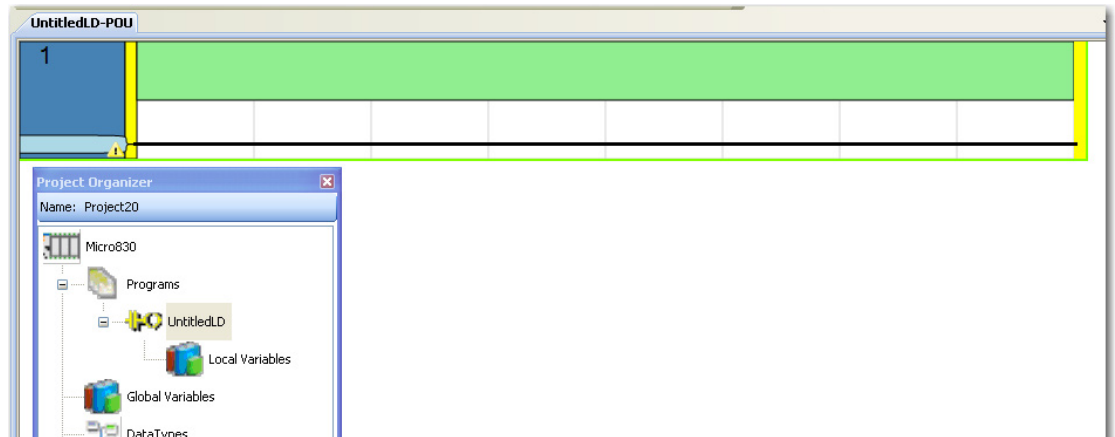 UntitledLD-POU
1
Project Organizer
Name: Project20
Micro830
Programs
UntitledLD
Local Variables
Global Variables
DataTypes